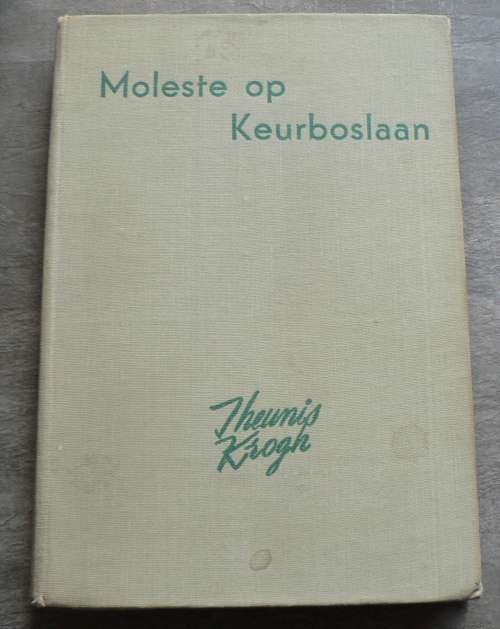 Moleste op
Keurboslaan
Theunis
Krogh